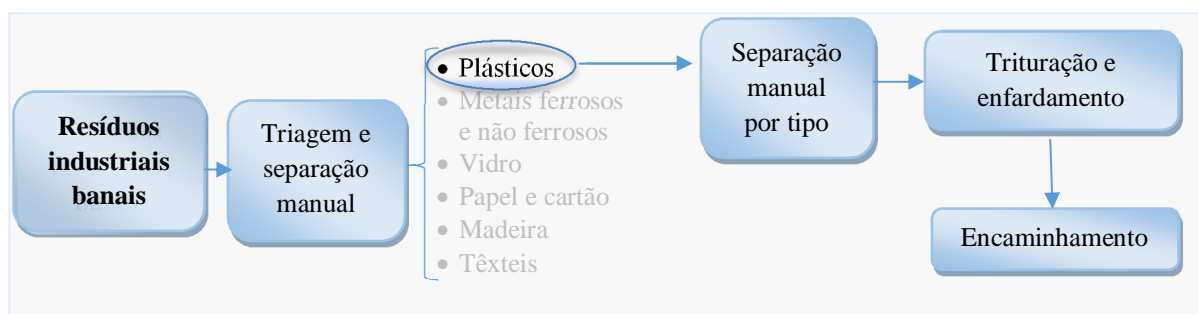 Resíduos
industriais
banais
Triagem e
separação
manual
• Plásticos
• Metais ferrosos
e não ferrosos
• Vidro
• Papel e cartão
• Madeira
• Têxteis
Separação
manual
por tipo
Trituração e
enfardamento
Encaminhamento